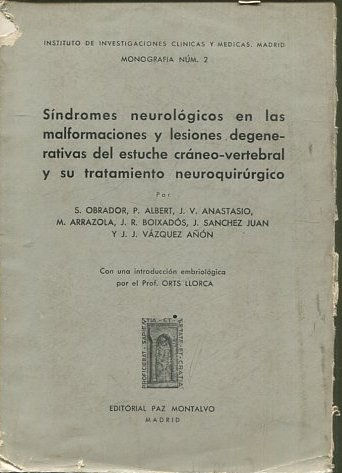 INSTITUTO DE INVESTIGACIONES CLINICAS Y MEDICAS. MADRID
MONOGRAFIA NÚM. 2
Síndromes neurológicos en las
malformaciones y lesiones degene-
rativas del estuche cráneo-vertebral
y su tratamiento neuroquirúrgico
Por
S. OBRADOR, P. ALBERT, J. V. ANASTASIO,
M. ARRAZOLA, J. R. BOIXADÓS, J. SANCHEZ JUAN
Y J. J. VÁZQUEZ AÑÓN
Con una introducción embriológica
por el Prof. ORTS LLORCA
EDITORIAL PAZ MONTALVO
MADRID